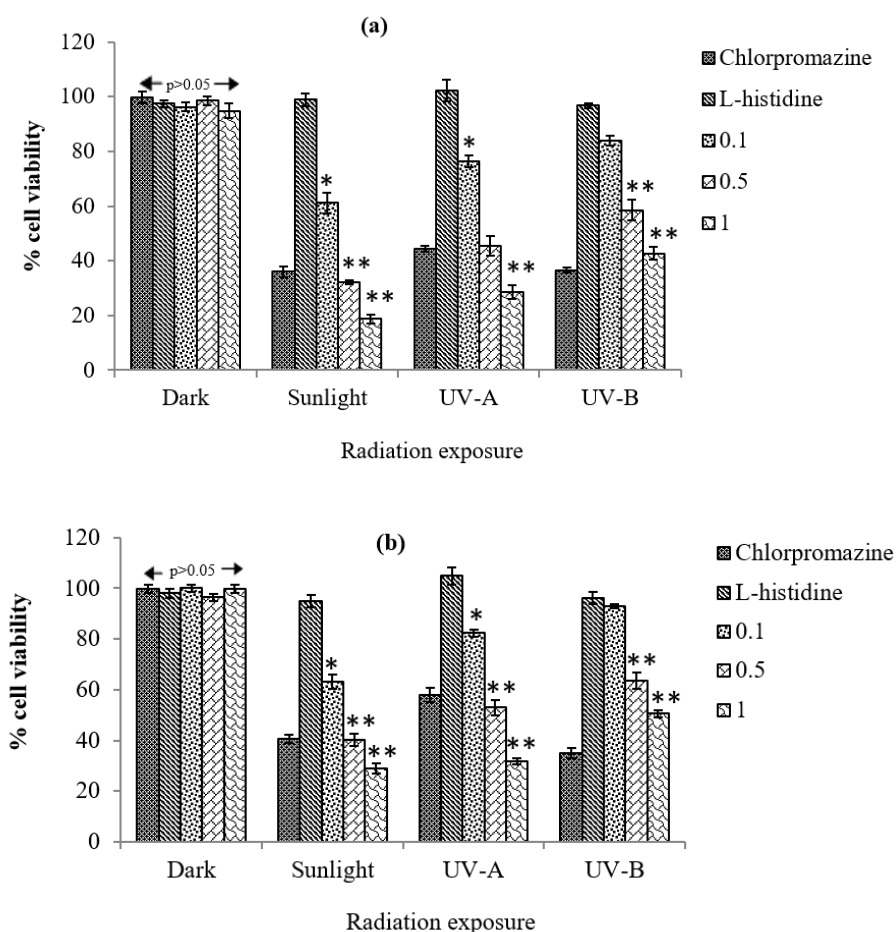 (a)
120
100
80
60
40
20
0
% cell viability
p>0.05
*
**
**
*
**
**
**
Dark Sunlight UV-A UV-B
Radiation exposure
Chlorpromazine
L-histidine
0.1
0.5
1
(b)
120
100
80
60
40
20
0
% cell viability
p>0.05
*
**
**
*
**
**
**
**
Dark Sunlight UV-A UV-B
Radiation exposure
Chlorpromazine
L-histidine
0.1
0.5
1